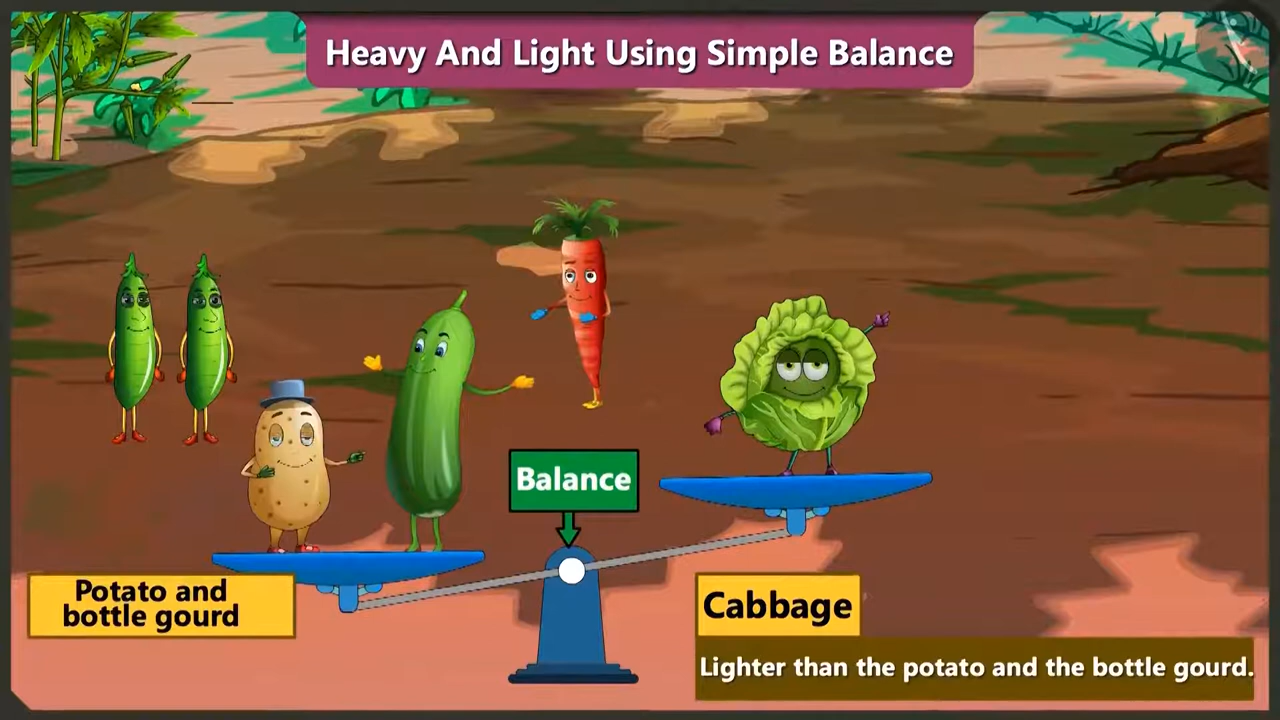 Heavy And Light Using Simple Balance
Balance
Potato and
bottle gourd
Cabbage
Lighter than the potato and the bottle gourd.